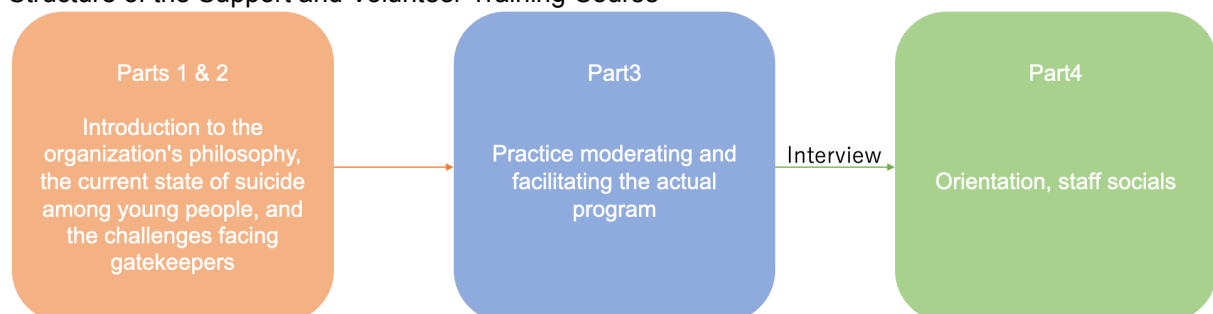 Structure of the Support and Volunteer Training Course
Parts 1 & 2
Introduction to the
organization's philosophy,
the current state of suicide
among young people, and
the challenges facing
gatekeepers
Part3
Practice moderating and
facilitating the actual
program
Interview
Part4
Orientation, staff socials